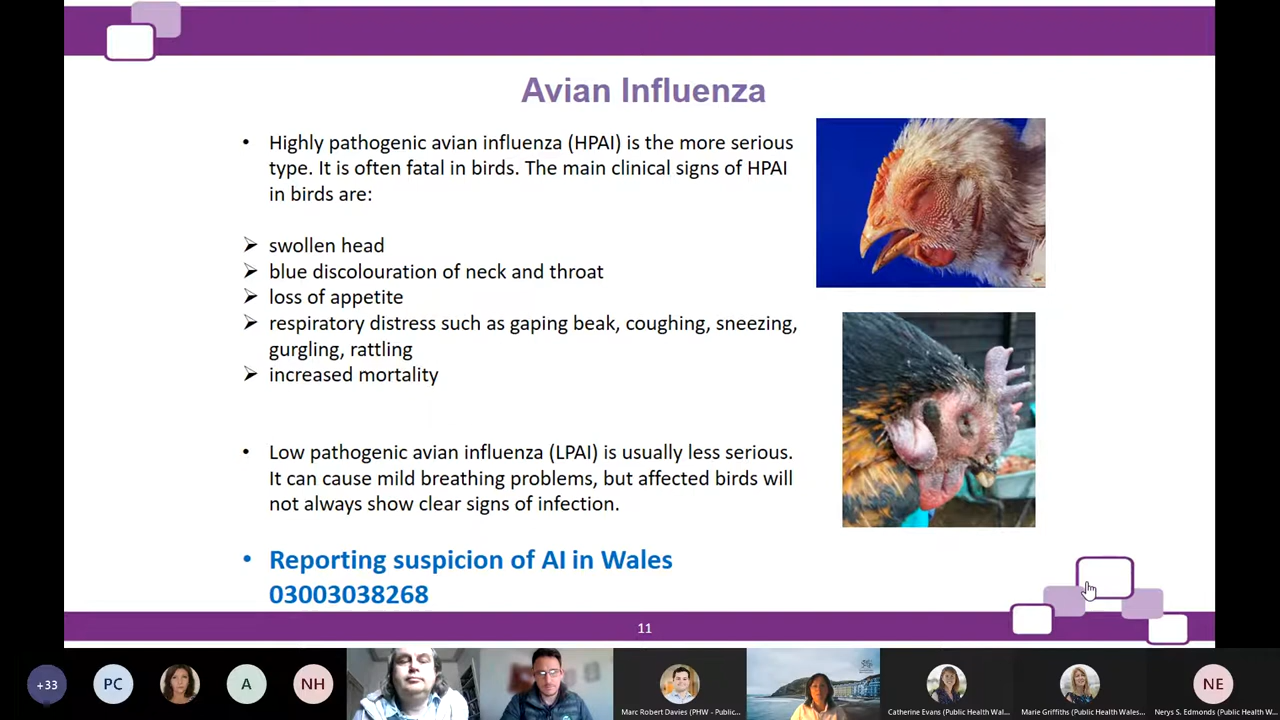 Avian Influenza
• Highly pathogenic avian influenza (HPAI) is the more serious
type. It is often fatal in birds. The main clinical signs of HPAI
in birds are:
➢ swollen head
➢ blue discolouration of neck and throat
➢ loss of appetite
➢ respiratory distress such as gaping beak, coughing, sneezing,
gurgling, rattling
➢ increased mortality
• Low pathogenic avian influenza (LPAI) is usually less serious.
It can cause mild breathing problems, but affected birds will
not always show clear signs of infection.
• Reporting suspicion of AI in Wales
03003038268
11
+33
PC
A
NH
NE
Marc Robert Davies (PHW - Public...
Catherine Evans (Public Health Wal...
Marie Griffiths (Public Health Wales...
Nerys S. Edmonds (Public Health W...